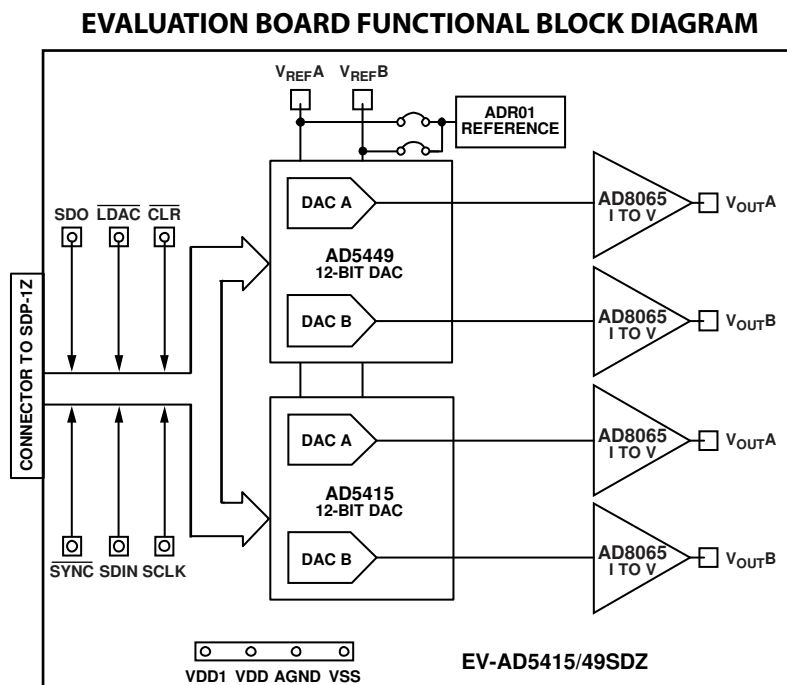 EVALUATION BOARD FUNCTIONAL BLOCK DIAGRAM
VREFA
VREFB
ADR01
REFERENCE
SDO
LDAC
CLR
DAC A
AD5449
12-BIT DAC
DAC B
AD8065
I TO V
VOUTA
AD8065
I TO V
VOUTB
CONNECTOR TO SDP-1Z
DAC A
AD5415
12-BIT DAC
DAC B
AD8065
I TO V
VOUTA
AD8065
I TO V
VOUTB
SYNC
SDIN
SCLK
VDD1 VDD AGND VSS
EV-AD5415/49SDZ